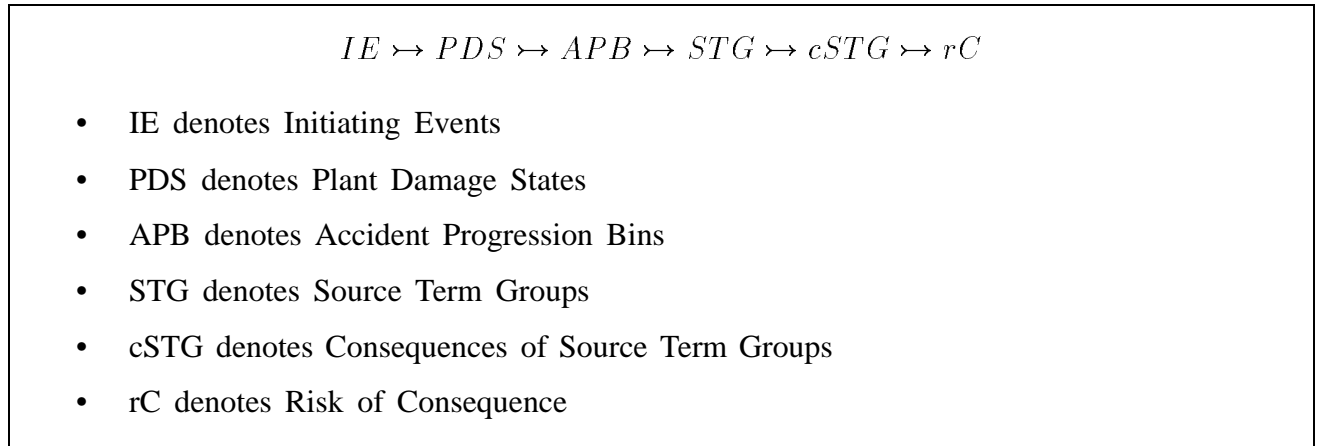 IE ↣ PDS ↣ APB ↣ STG ↣ cSTG ↣ rC
• IE denotes Initiating Events
• PDS denotes Plant Damage States
• APB denotes Accident Progression Bins
• STG denotes Source Term Groups
• cSTG denotes Consequences of Source Term Groups
• rC denotes Risk of Consequence